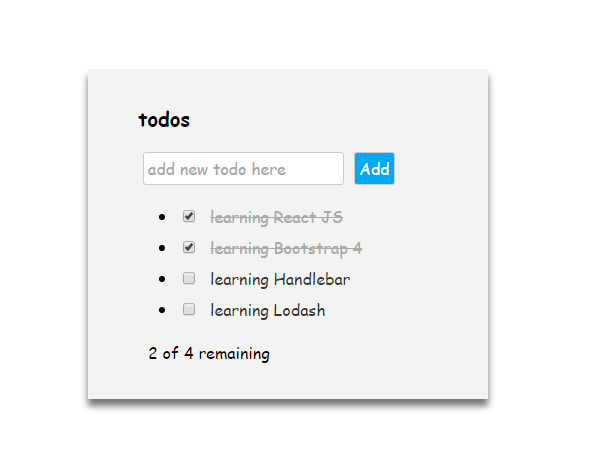 todos
add new todo here Add
learning React JS
learning Bootstrap 4
learning Handlebar
learning Lodash
2 of 4 remaining